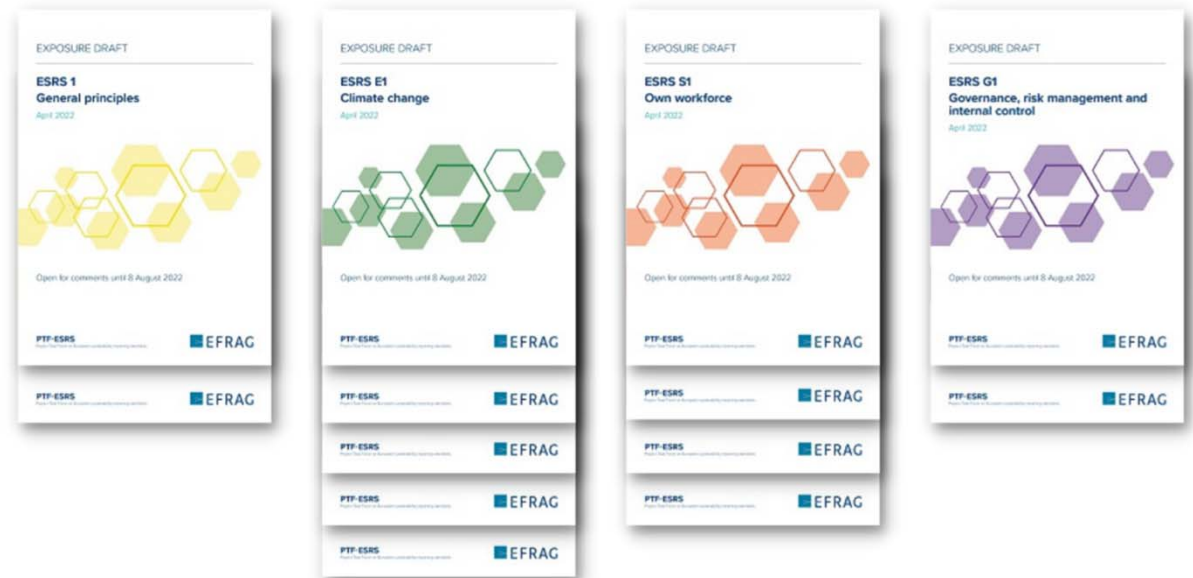 EXPOSURE DRAFT
ESRS 1
General principles
April 2022
Open for comments until 8 August 2022
PTF-ESRS
EFRAG
PTF-ESRS
EFRAG
EXPOSURE DRAFT
ESRS E1
Climate change
April 2022
Open for comments until 8 August 2022
PTF-ESRS
EFRAG
PTF-ESRS
EFRAG
PTF-ESRS
EFRAG
PTF-ESRS
EFRAG
PTF-ESRS
EFRAG
EXPOSURE DRAFT
ESRS S1
Own workforce
April 2022
Open for comments until 8 August 2022
PTF-ESRS
EFRAG
PTF-ESRS
EFRAG
PTF-ESRS
EFRAG
PTF-ESRS
EFRAG
EXPOSURE DRAFT
ESRS G1
Governance, risk management and
internal control
April 2022
Open for comments until 8 August 2022
PTF-ESRS
EFRAG
PTF-ESRS
EFRAG